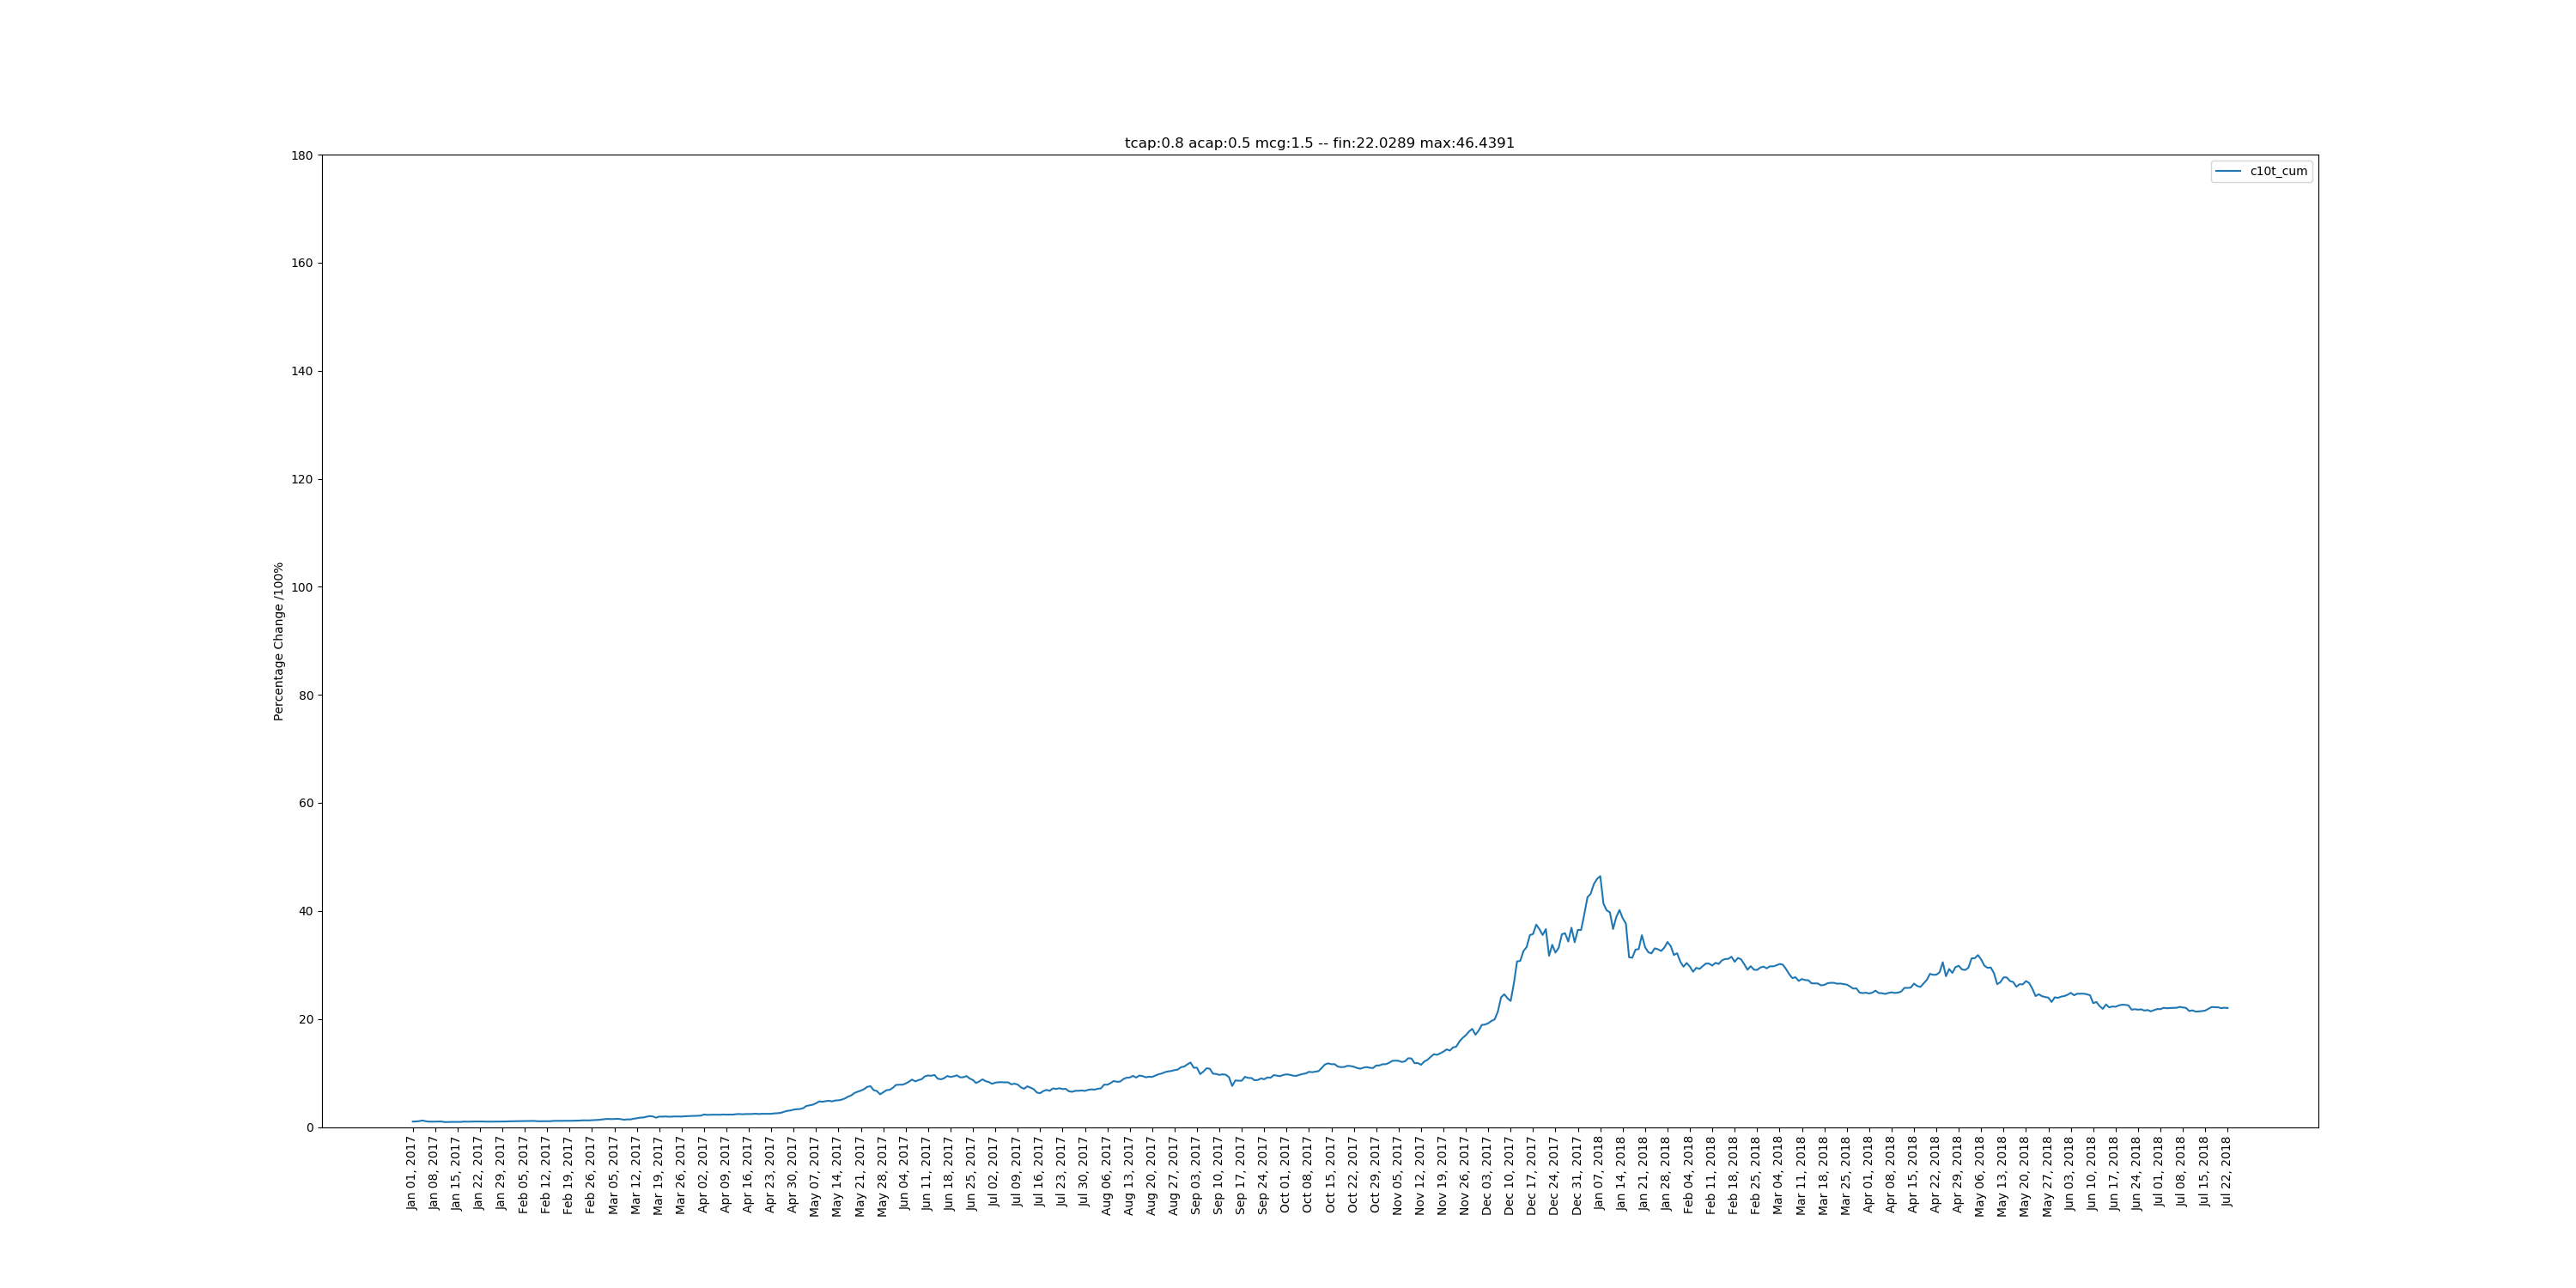 tcap:0.8 acap:0.5 mcg:1.5 -- fin:22.0289 max:46.4391
c10t_cum
Percentage Change /100%
180
160
140
120
100
80
60
40
20
0
Jan 01, 2017
Jan 08, 2017
Jan 15, 2017
Jan 22, 2017
Jan 29, 2017
Feb 05, 2017
Feb 12, 2017
Feb 19, 2017
Feb 26, 2017
Mar 05, 2017
Mar 12, 2017
Mar 19, 2017
Mar 26, 2017
Apr 02, 2017
Apr 09, 2017
Apr 16, 2017
Apr 23, 2017
Apr 30, 2017
May 07, 2017
May 14, 2017
May 21, 2017
May 28, 2017
Jun 04, 2017
Jun 11, 2017
Jun 18, 2017
Jun 25, 2017
Jul 02, 2017
Jul 09, 2017
Jul 16, 2017
Jul 23, 2017
Jul 30, 2017
Aug 06, 2017
Aug 13, 2017
Aug 20, 2017
Aug 27, 2017
Sep 03, 2017
Sep 10, 2017
Sep 17, 2017
Sep 24, 2017
Oct 01, 2017
Oct 08, 2017
Oct 15, 2017
Oct 22, 2017
Oct 29, 2017
Nov 05, 2017
Nov 12, 2017
Nov 19, 2017
Nov 26, 2017
Dec 03, 2017
Dec 10, 2017
Dec 17, 2017
Dec 24, 2017
Dec 31, 2017
Jan 07, 2018
Jan 14, 2018
Jan 21, 2018
Jan 28, 2018
Feb 04, 2018
Feb 11, 2018
Feb 18, 2018
Feb 25, 2018
Mar 04, 2018
Mar 11, 2018
Mar 18, 2018
Mar 25, 2018
Apr 01, 2018
Apr 08, 2018
Apr 15, 2018
Apr 22, 2018
Apr 29, 2018
May 06, 2018
May 13, 2018
May 20, 2018
May 27, 2018
Jun 03, 2018
Jun 10, 2018
Jun 17, 2018
Jun 24, 2018
Jul 01, 2018
Jul 08, 2018
Jul 15, 2018
Jul 22, 2018